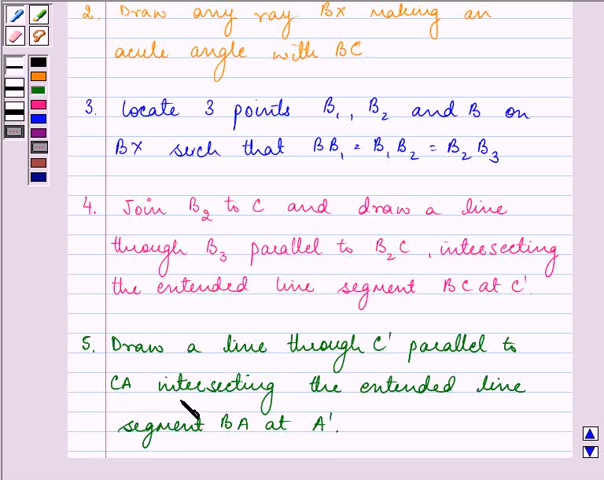 2. Draw any ray BX making an
acute angle with BC
3. Locate 3 points B₁, B₂ and B on
BX such that BB₁ = B₁B₂ = B₂B₃
4. Join B₂ to C and draw a line
through B₃ parallel to B₂C, intersecting
the extended line segment BC at C'.
5. Draw a line through C' parallel to
CA intersecting the extended line
segment BA at A'.